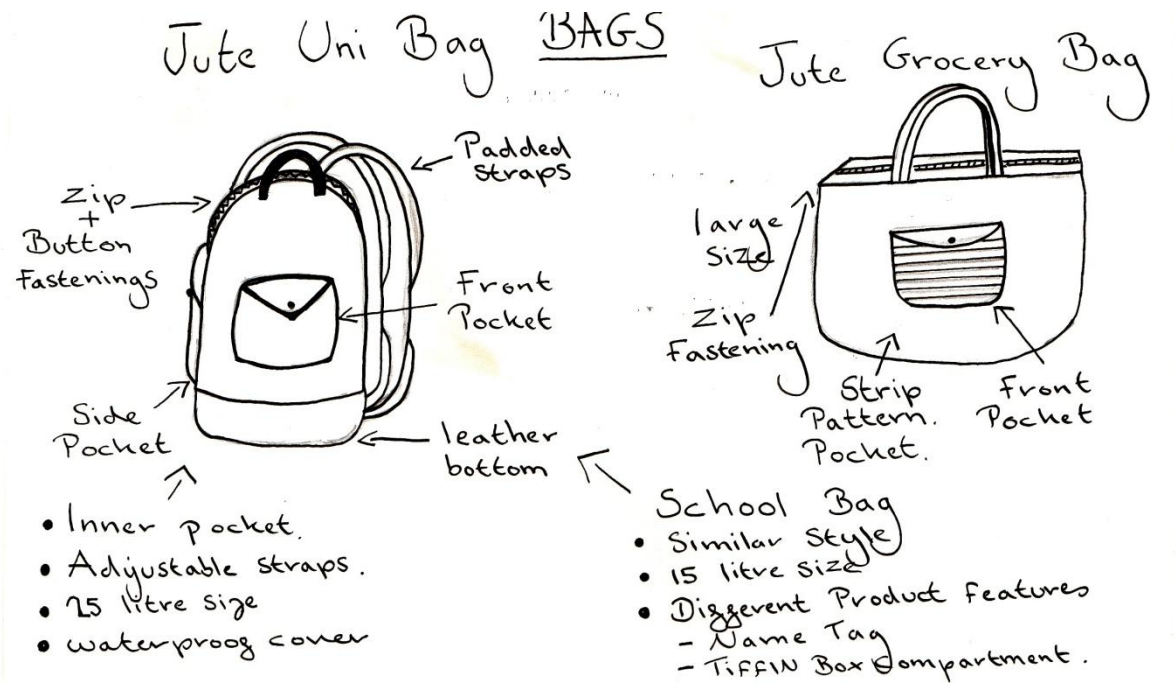 BAGS
Jute Uni Bag
Padded
straps
Zip
+
Button
fastenings
Front
Pocket
Side
Pocket
leather
bottom
• Inner pocket.
• Adjustable straps.
• 25 litre size
• waterproof cover
Jute Grocery Bag
large
size
Zip
Fastening
Strip
Pattern.
Pocket.
Front
Pocket
School Bag
• Similar style
• 15 litre size
• Different Product features
- Name Tag
- TIFFIN Box Compartment.